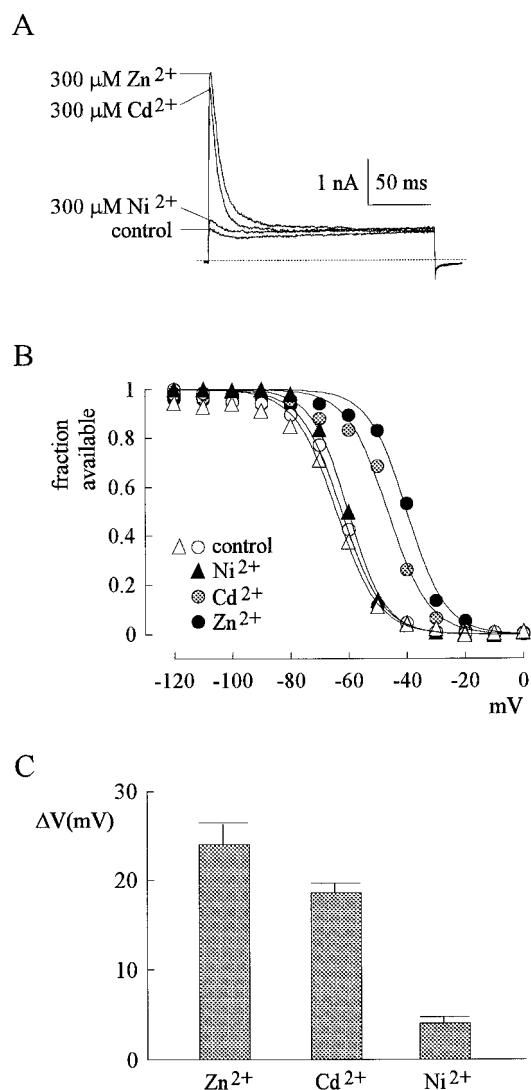 A
300 μM Zn²⁺
300 μM Cd²⁺
1 nA 50 ms
300 μM Ni²⁺
control
B
1
0.8
0.6
0.4
0.2
0
fraction
available
control
Ni²⁺
Cd²⁺
Zn²⁺
-120 -100 -80 -60 -40 -20 0
mV
C
30
ΔV(mV)
20
10
0
Zn²⁺ Cd²⁺ Ni²⁺